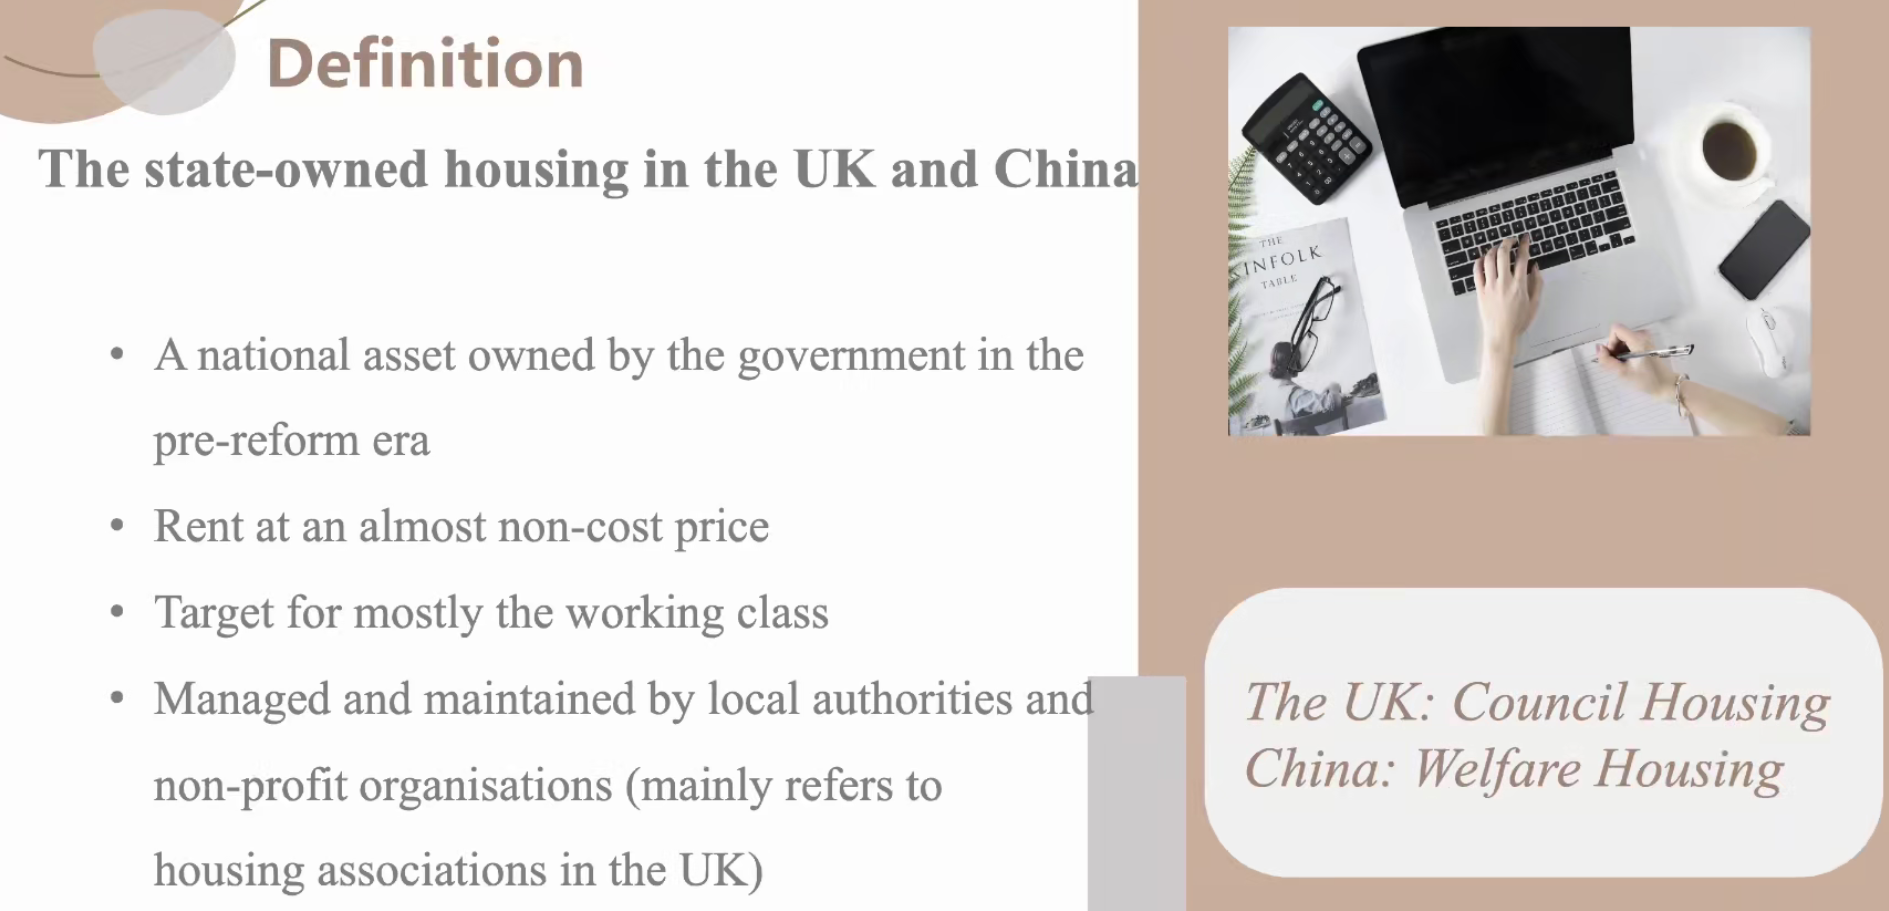 Definition
The state-owned housing in the UK and China
• A national asset owned by the government in the
pre-reform era
• Rent at an almost non-cost price
• Target for mostly the working class
• Managed and maintained by local authorities and
non-profit organisations (mainly refers to
housing associations in the UK)
THE
KINFOLK
TABLE
The UK: Council Housing
China: Welfare Housing